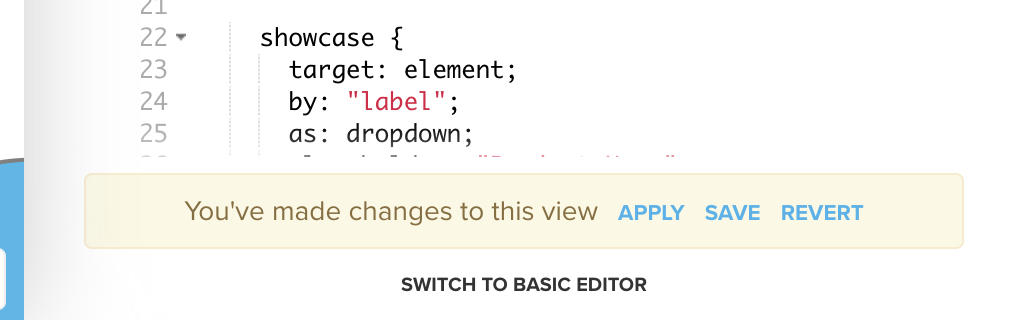 21
22 showcase {
23 target: element;
24 by: "label";
25 as: dropdown;
You've made changes to this view APPLY SAVE REVERT
SWITCH TO BASIC EDITOR